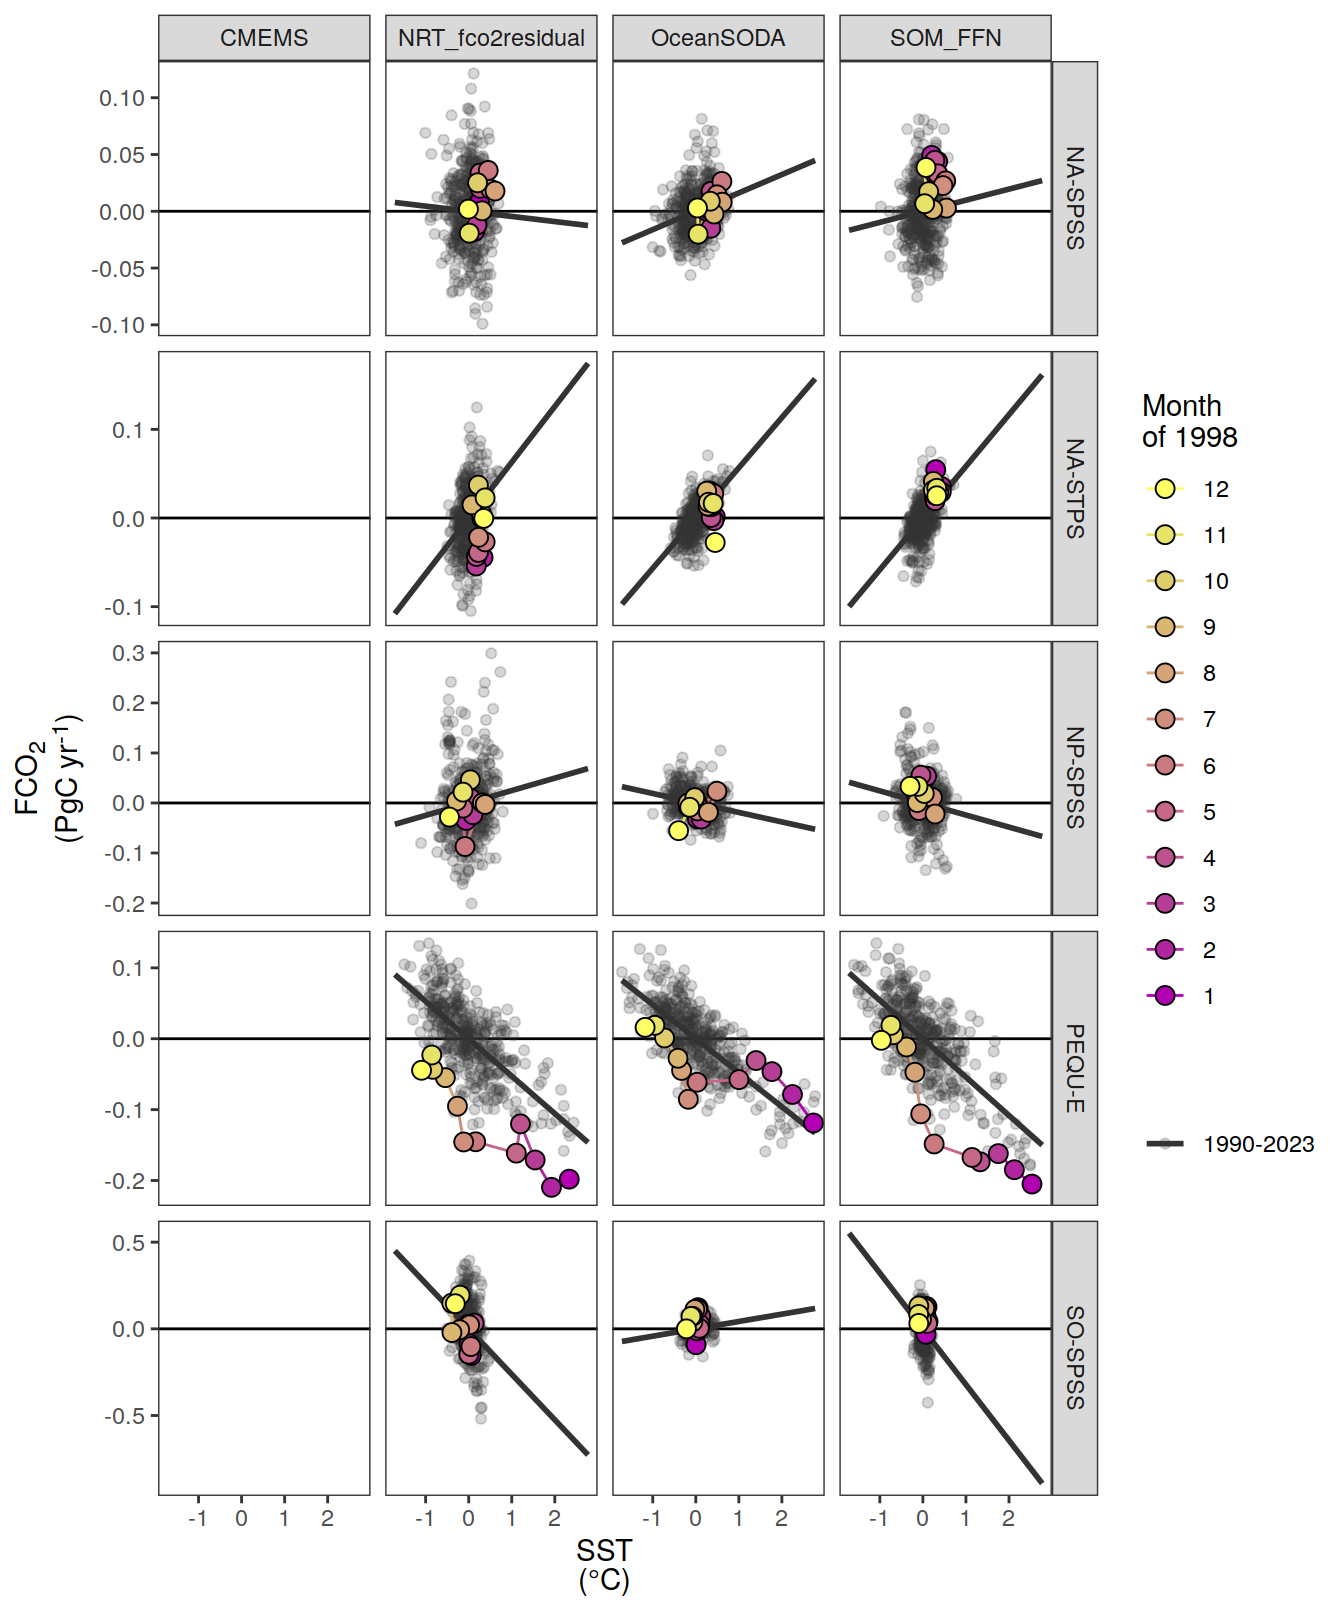 CMEMS NRT_fco2residual OceanSODA SOM_FFN
0.10
0.05
0.00
-0.05
-0.10
NA-SPSS
0.1
0.0
-0.1
NA-STPS
0.3
0.2
0.1
0.0
-0.1
-0.2
NP-SPSS
0.1
0.0
-0.1
-0.2
PEQU-E
0.5
0.0
-0.5
SO-SPSS
-1 0 1 2 -1 0 1 2 -1 0 1 2 -1 0 1 2
SST
(°C)
FCO₂
(PgC yr⁻¹)
Month
of 1998
12
11
10
9
8
7
6
5
4
3
2
1
1990-2023